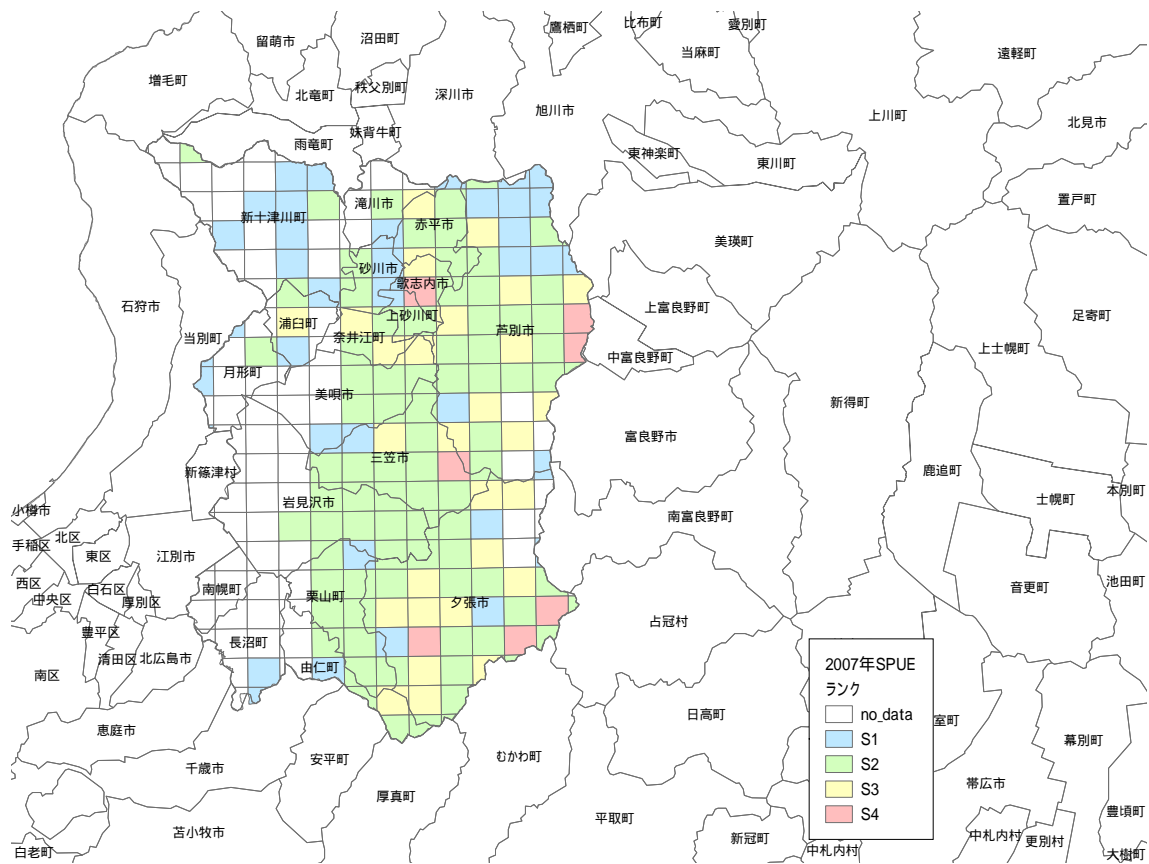 鷹栖町
比布町
愛別町
留萌市
沼田町
当麻町
遠軽町
増毛町
秩父別町
北竜町
深川市
旭川市
上川町
北見市
妹背牛町
雨竜町
東神楽町
東川町
置戸町
滝川市
新十津川町
赤平市
美瑛町
砂川市
歌志内市
石狩市
上富良野町
浦臼町
上砂川町
足寄町
奈井江町
芦別市
当別町
上士幌町
中富良野町
月形町
美唄市
新得町
富良野市
三笠市
新篠津村
鹿追町
本別町
岩見沢市
士幌町
小樽市
南富良野町
北区
手稲区
東区
江別市
西区
白石区
南幌町
中央区
厚別区
栗山町
夕張市
音更町
池田町
占冠村
豊平区
長沼町
清田区
北広島市
南区
由仁町
2007年SPUE
ランク
no_data
S1
S2
S3
S4
日高町
室町
恵庭市
幕別町
安平町
むかわ町
千歳市
帯広市
厚真町
豊頃町
平取町
苫小牧市
新冠町
中札内村
更別村
白老町
中札内村
大樹町